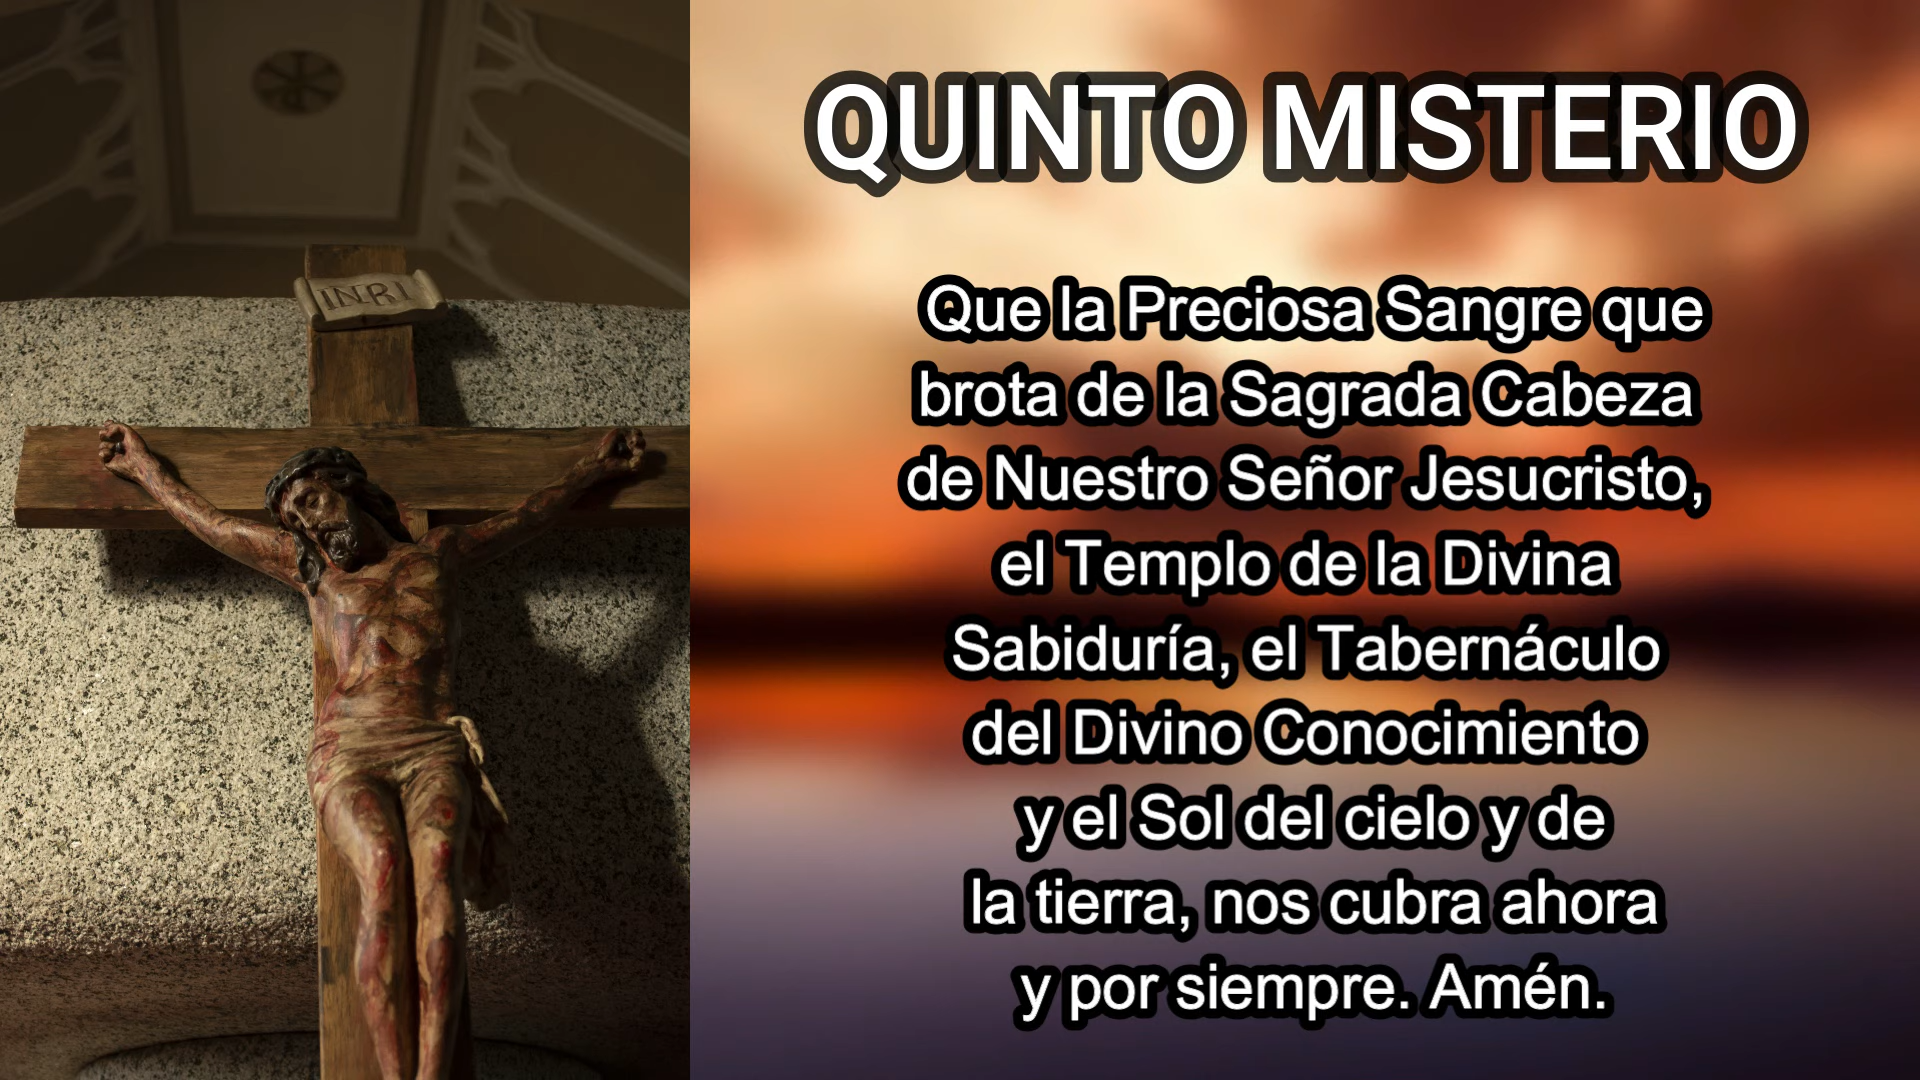 INRI
QUINTO MISTERIO
Que la Preciosa Sangre que
brota de la Sagrada Cabeza
de Nuestro Señor Jesucristo,
el Templo de la Divina
Sabiduría, el Tabernáculo
del Divino Conocimiento
y el Sol del cielo y de
la tierra, nos cubra ahora
y por siempre. Amén.